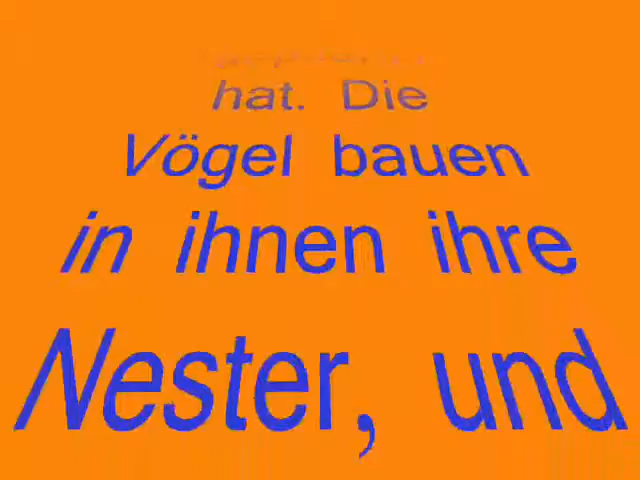 hat. Die
Vögel bauen
in ihnen ihre
Nester, und